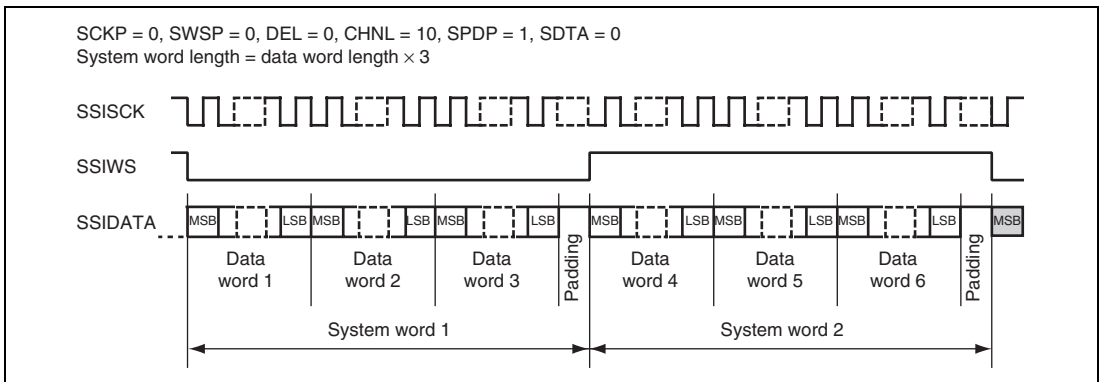 SCKP = 0, SWSP = 0, DEL = 0, CHNL = 10, SPDP = 1, SDTA = 0
System word length = data word length × 3
SSISCK
SSIWS
SSIDATA
MSB LSB MSB LSB MSB LSB MSB LSB MSB LSB MSB LSB MSB
Data word 1
Data word 2
Data word 3
Padding
Data word 4
Data word 5
Data word 6
Padding
System word 1
System word 2